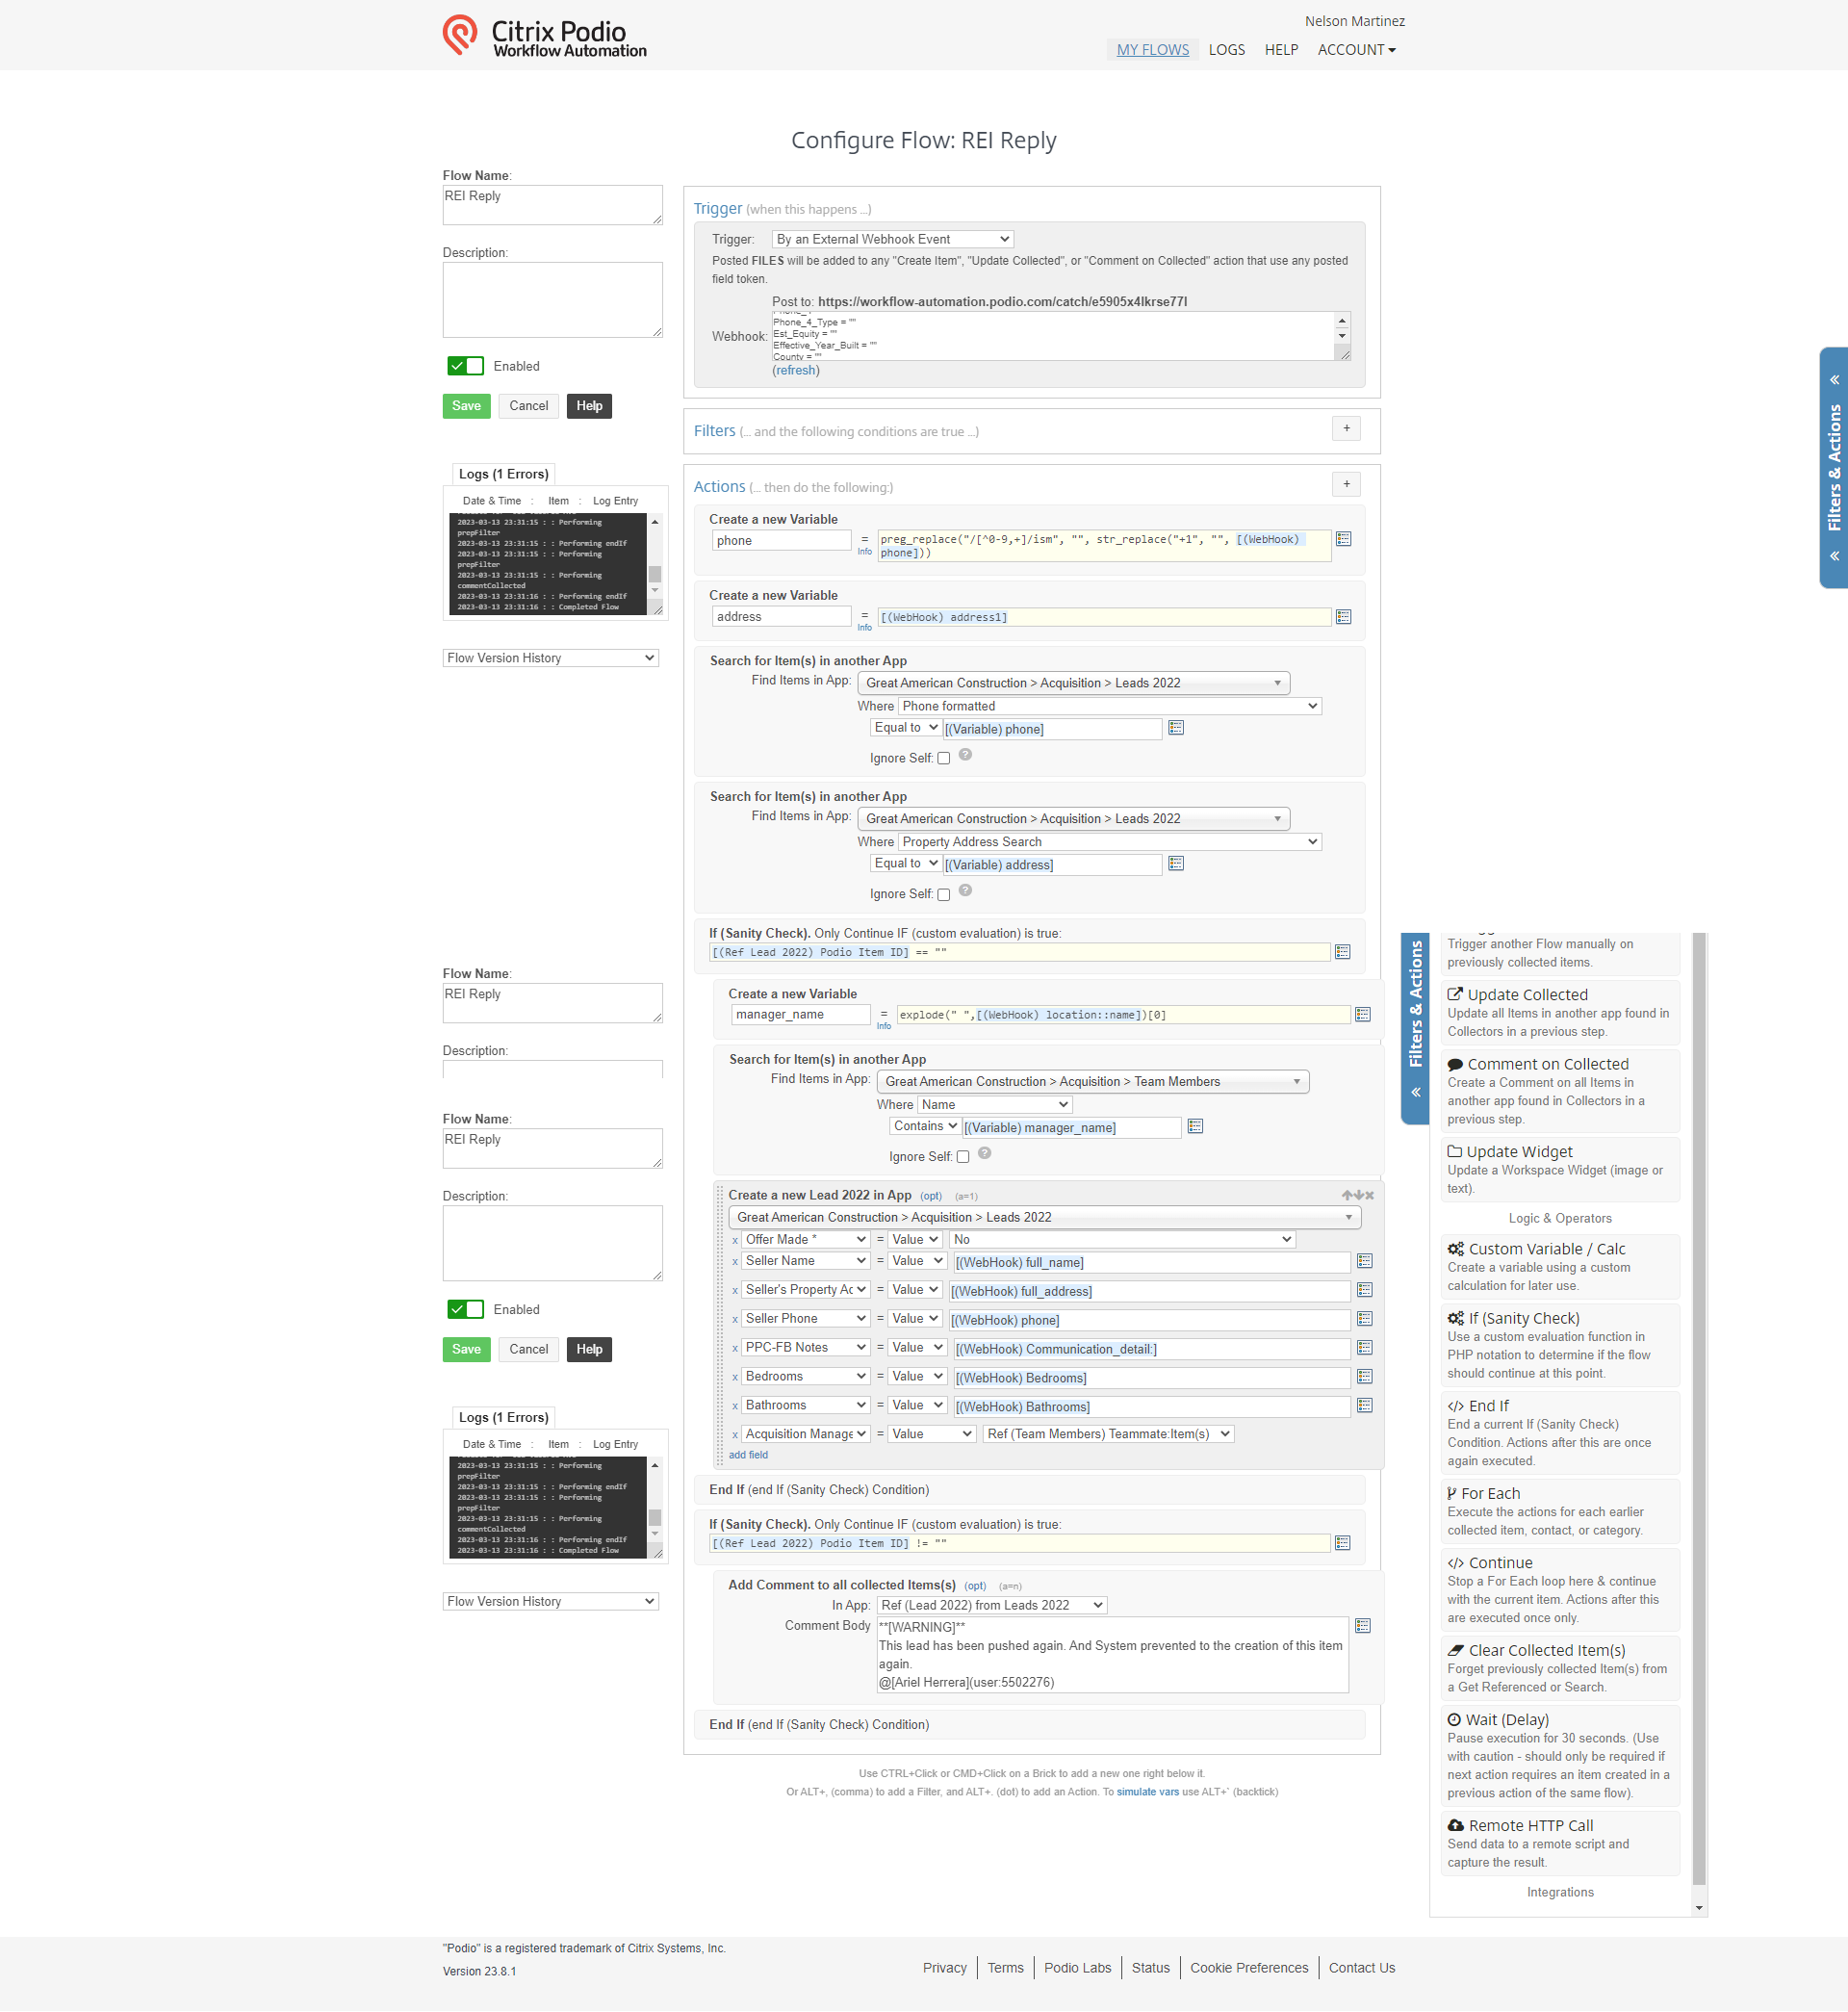 Citrix Podio
Workflow Automation
Nelson Martinez
MY FLOWS LOGS HELP ACCOUNT
Configure Flow: REI Reply
Flow Name:
REI Reply
Description:
Enabled
Save Cancel Help
Logs (1 Errors)
Date & Time : Item : Log Entry
2023-03-13 23:31:15 : : Performing
prepFilter
2023-03-13 23:31:15 : : Performing endIf
2023-03-13 23:31:15 : : Performing
prepFilter
2023-03-13 23:31:15 : : Performing
commentCollected
2023-03-13 23:31:16 : : Performing endIf
2023-03-13 23:31:16 : : Completed Flow
Flow Version History
Trigger (when this happens ...)
Trigger: By an External Webhook Event
Posted FILES will be added to any "Create Item", "Update Collected", or "Comment on Collected" action that use any posted
field token.
Post to: https://workflow-automation.podio.com/catch/e5905x4lkrse77l
Webhook:
Phone_4_Type = ""
Est_Equity = ""
Effective_Year_Built = ""
County = ""
(refresh)
Filters (... and the following conditions are true ...)
+
Actions (... then do the following:)
+
Create a new Variable
phone = preg_replace("/[^0-9,+]/ism", "", str_replace("+1", "", [(WebHook)
Info phone]))
Create a new Variable
address = [(WebHook) address1]
Info
Search for Item(s) in another App
Find Items in App: Great American Construction > Acquisition > Leads 2022
Where Phone formatted
Equal to [(Variable) phone]
Ignore Self: ?
Search for Item(s) in another App
Find Items in App: Great American Construction > Acquisition > Leads 2022
Where Property Address Search
Equal to [(Variable) address]
Ignore Self: ?
If (Sanity Check). Only Continue IF (custom evaluation) is true:
[(Ref Lead 2022) Podio Item ID] == ""
Create a new Variable
manager_name = explode(" ",[(WebHook) location::name])[0]
Info
Search for Item(s) in another App
Find Items in App: Great American Construction > Acquisition > Team Members
Where Name
Contains [(Variable) manager_name]
Ignore Self: ?
Create a new Lead 2022 in App (opt) (a=1)
Great American Construction > Acquisition > Leads 2022
x Offer Made * = Value No
x Seller Name = Value [(WebHook) full_name]
x Seller's Property Ac = Value [(WebHook) full_address]
x Seller Phone = Value [(WebHook) phone]
x PPC-FB Notes = Value [(WebHook) Communication_detail:]
x Bedrooms = Value [(WebHook) Bedrooms]
x Bathrooms = Value [(WebHook) Bathrooms]
x Acquisition Manage = Value Ref (Team Members) Teammate:Item(s)
add field
End If (end If (Sanity Check) Condition)
If (Sanity Check). Only Continue IF (custom evaluation) is true:
[(Ref Lead 2022) Podio Item ID] != ""
Add Comment to all collected Items(s) (opt) (a=n)
In App: Ref (Lead 2022) from Leads 2022
Comment Body **[WARNING]**
This lead has been pushed again. And System prevented to the creation of this item
again.
@[Ariel Herrera](user:5502276)
End If (end If (Sanity Check) Condition)
Use CTRL+Click or CMD+Click on a Brick to add a new one right below it.
Or ALT+, (comma) to add a Filter, and ALT+. (dot) to add an Action. To simulate vars use ALT+` (backtick)
Flow Name:
REI Reply
Description:
Flow Name:
REI Reply
Description:
Enabled
Save Cancel Help
Logs (1 Errors)
Date & Time : Item : Log Entry
2023-03-13 23:31:15 : : Performing
prepFilter
2023-03-13 23:31:15 : : Performing endIf
2023-03-13 23:31:15 : : Performing
prepFilter
2023-03-13 23:31:15 : : Performing
commentCollected
2023-03-13 23:31:16 : : Performing endIf
2023-03-13 23:31:16 : : Completed Flow
Flow Version History
Filters & Actions
Filters & Actions
Trigger another Flow manually on
previously collected items.
Update Collected
Update all Items in another app found in
Collectors in a previous step.
Comment on Collected
Create a Comment on all Items in
another app found in Collectors in a
previous step.
Update Widget
Update a Workspace Widget (image or
text).
Logic & Operators
Custom Variable / Calc
Create a variable using a custom
calculation for later use.
If (Sanity Check)
Use a custom evaluation function in
PHP notation to determine if the flow
should continue at this point.
</> End If
End a current If (Sanity Check)
Condition. Actions after this are once
again executed.
For Each
Execute the actions for each earlier
collected item, contact, or category.
</> Continue
Stop a For Each loop here & continue
with the current item. Actions after this
are executed once only.
Clear Collected Item(s)
Forget previously collected Item(s) from
a Get Referenced or Search.
Wait (Delay)
Pause execution for 30 seconds. (Use
with caution - should only be required if
next action requires an item created in a
previous action of the same flow).
Remote HTTP Call
Send data to a remote script and
capture the result.
Integrations
"Podio" is a registered trademark of Citrix Systems, Inc.
Version 23.8.1
Privacy Terms Podio Labs Status Cookie Preferences Contact Us